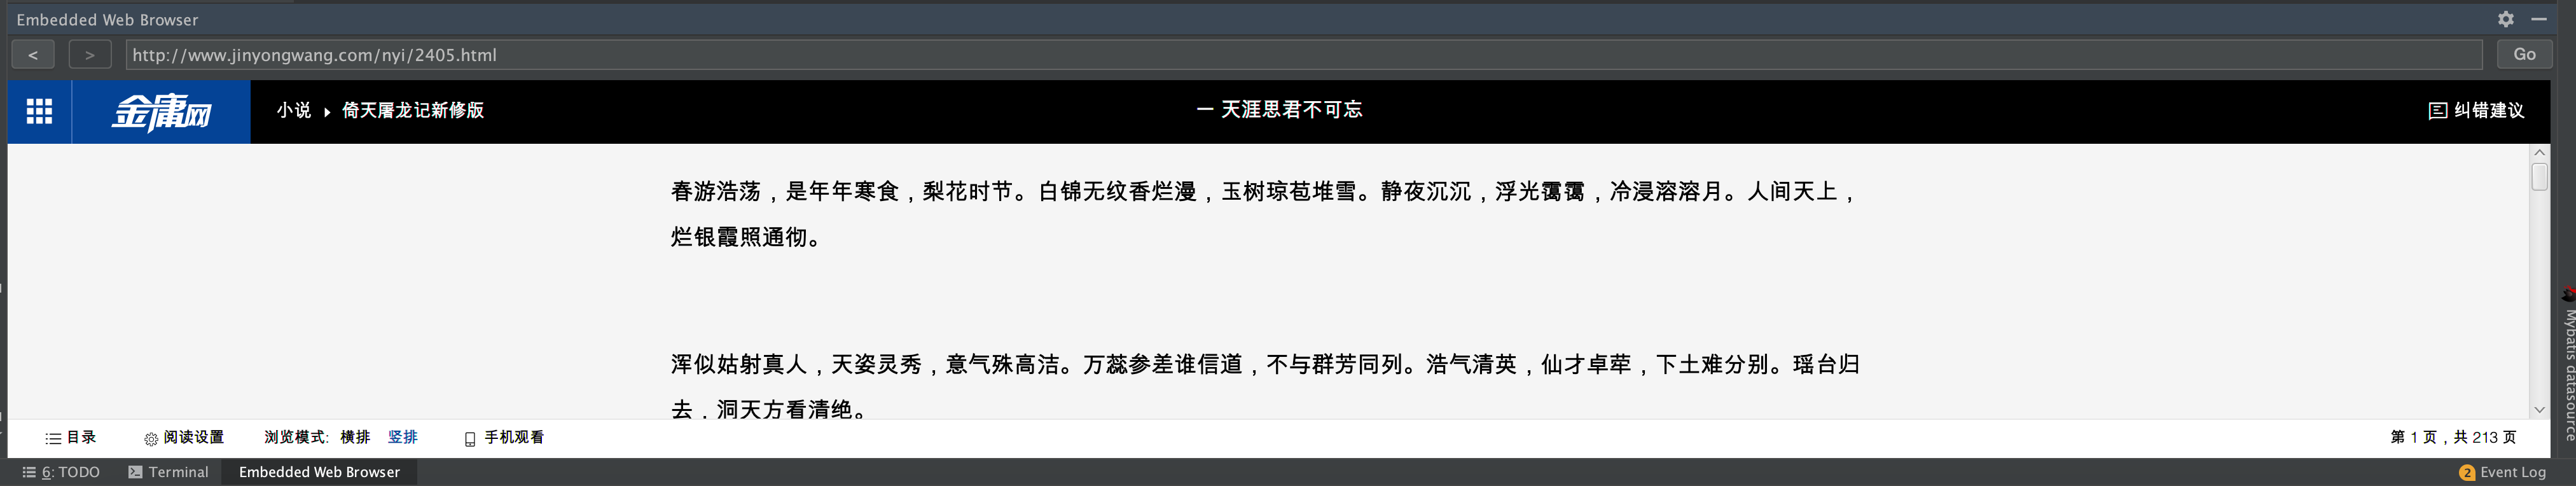 Embedded Web Browser
< > http://www.jinyongwang.com/nyi/2405.html Go
金庸网 小说 ▸ 倚天屠龙记新修版 一 天涯思君不可忘 纠错建议
春游浩荡，是年年寒食，梨花时节。白锦无纹香烂漫，玉树琼苞堆雪。静夜沉沉，浮光霭霭，冷浸溶溶月。人间天上，
烂银霞照通彻。
浑似姑射真人，天姿灵秀，意气殊高洁。万蕊参差谁信道，不与群芳同列。浩气清英，仙才卓荦，下土难分别。瑶台归
去，洞天方看清绝。
目录 阅读设置 浏览模式: 横排 竖排 手机观看 第 1 页，共 213 页
6: TODO Terminal Embedded Web Browser 2 Event Log
Mybatis datasource